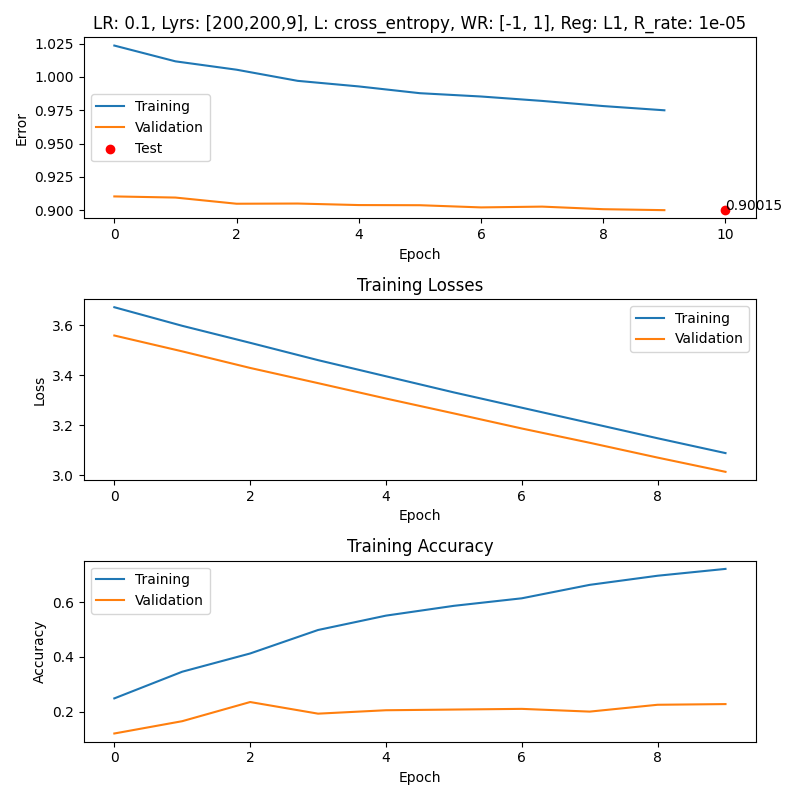 LR: 0.1, Lyrs: [200,200,9], L: cross_entropy, WR: [-1, 1], Reg: L1, R_rate: 1e-05
1.025
1.000
0.975
0.950
0.925
0.900
Error
Training
Validation
Test
0.90015
0 2 4 6 8 10
Epoch
Training Losses
3.6
3.4
3.2
3.0
Loss
Training
Validation
0 2 4 6 8
Epoch
Training Accuracy
0.6
0.4
0.2
Accuracy
Training
Validation
0 2 4 6 8
Epoch